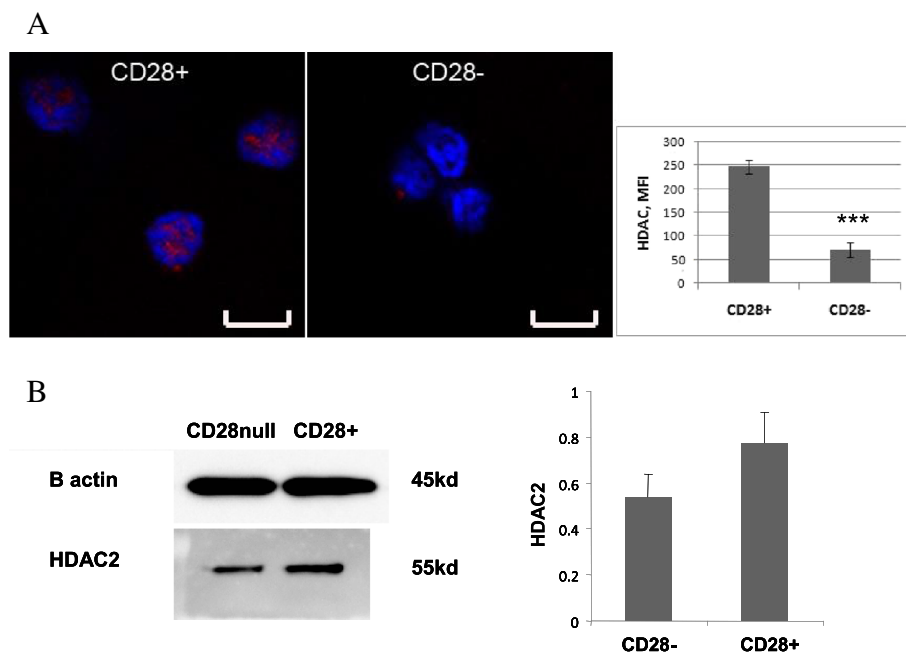 A
CD28+
CD28-
HDAC, MFI
300
250
200
150
100
50
0
***
CD28+
CD28-
B
CD28null
CD28+
B actin
45kd
HDAC2
55kd
HDAC2
1
0.8
0.6
0.4
0.2
0
CD28-
CD28+